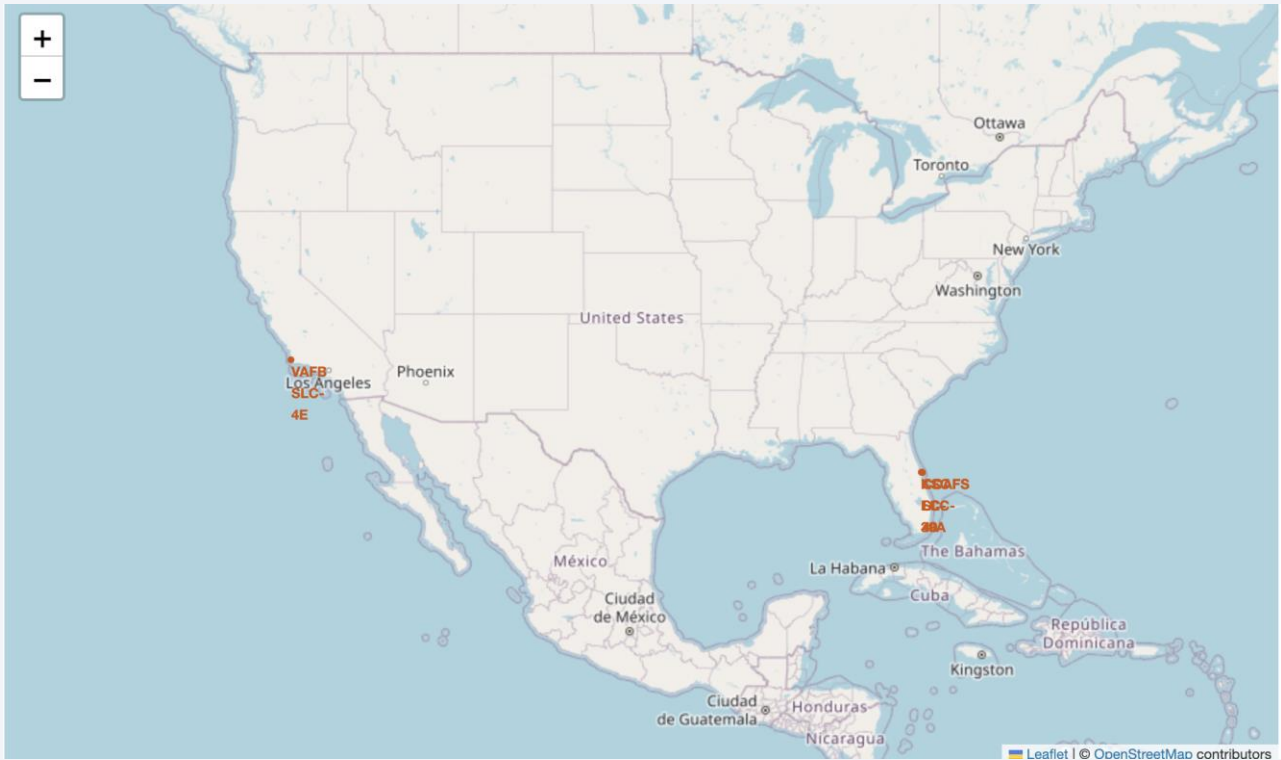 +
−
Ottawa
Toronto
New York
Washington
United States
VAFB
SLC-
4E
Los Angeles
Phoenix
The Bahamas
La Habana
Cuba
México
Ciudad
de México
República
Dominicana
Kingston
Ciudad
de Guatemala
Honduras
Nicaragua
Leaflet | © OpenStreetMap contributors